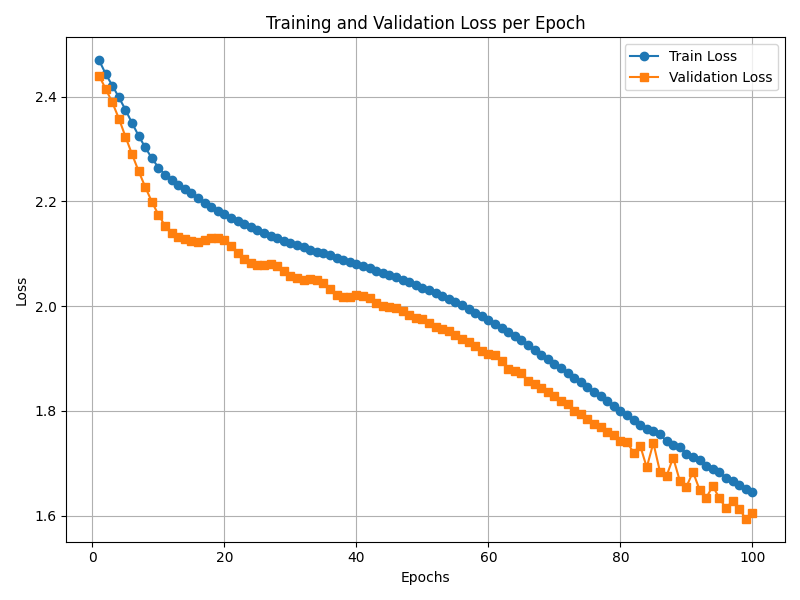 Training and Validation Loss per Epoch
Train Loss
Validation Loss
Loss
2.4
2.2
2.0
1.8
1.6
0 20 40 60 80 100
Epochs